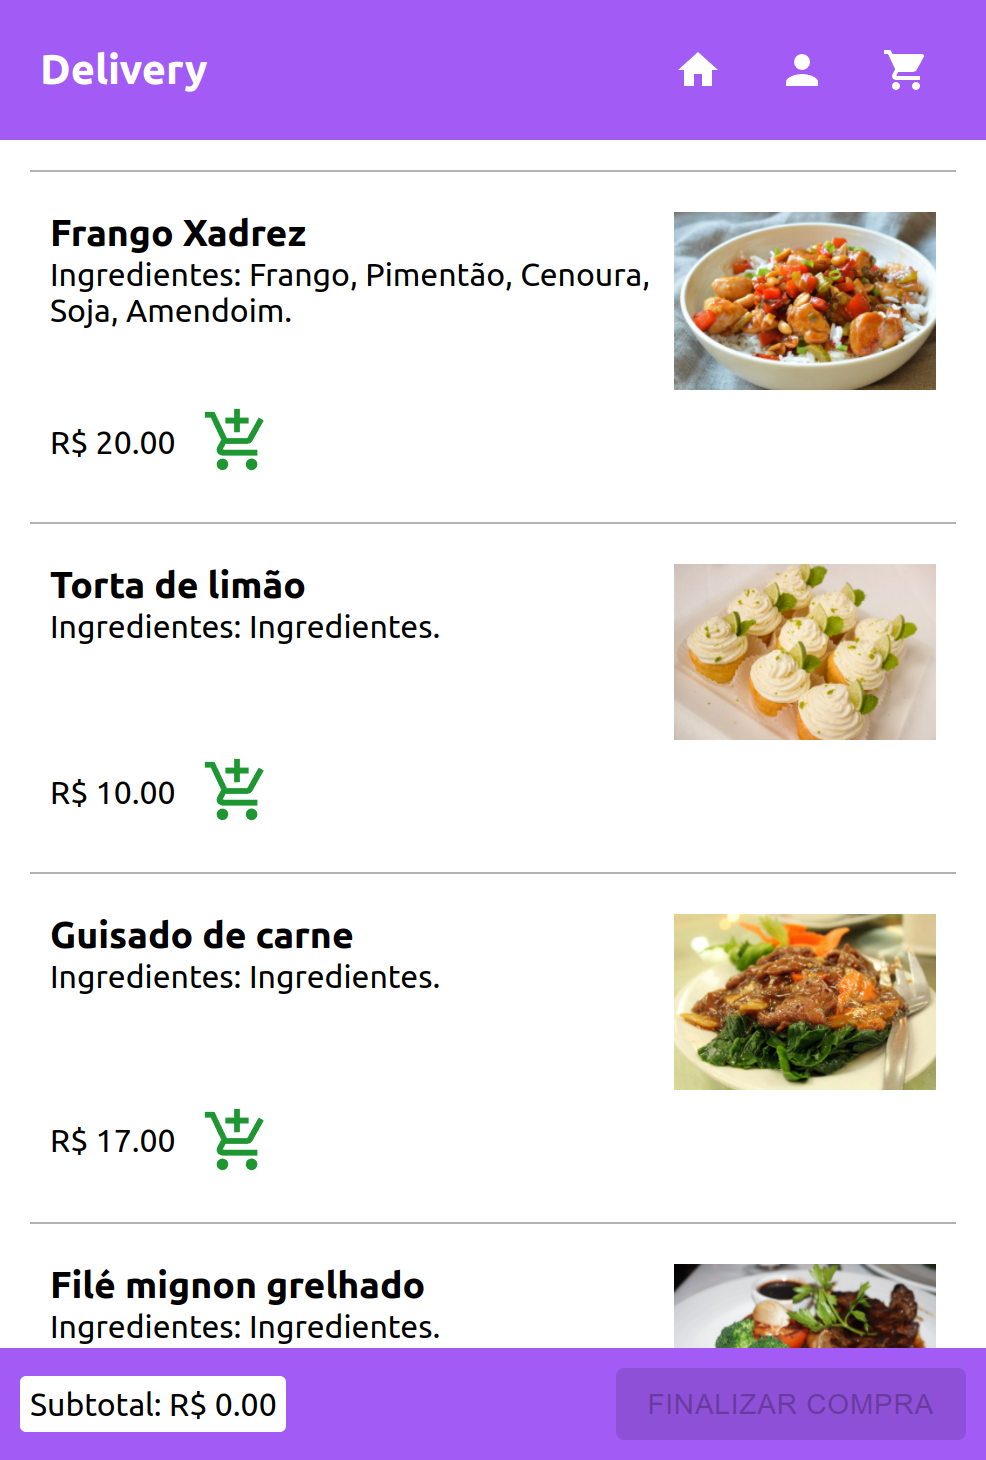 Delivery
Frango Xadrez
Ingredientes: Frango, Pimentão, Cenoura,
Soja, Amendoim.
R$ 20.00
Torta de limão
Ingredientes: Ingredientes.
R$ 10.00
Guisado de carne
Ingredientes: Ingredientes.
R$ 17.00
Filé mignon grelhado
Ingredientes: Ingredientes.
Subtotal: R$ 0.00
FINALIZAR COMPRA